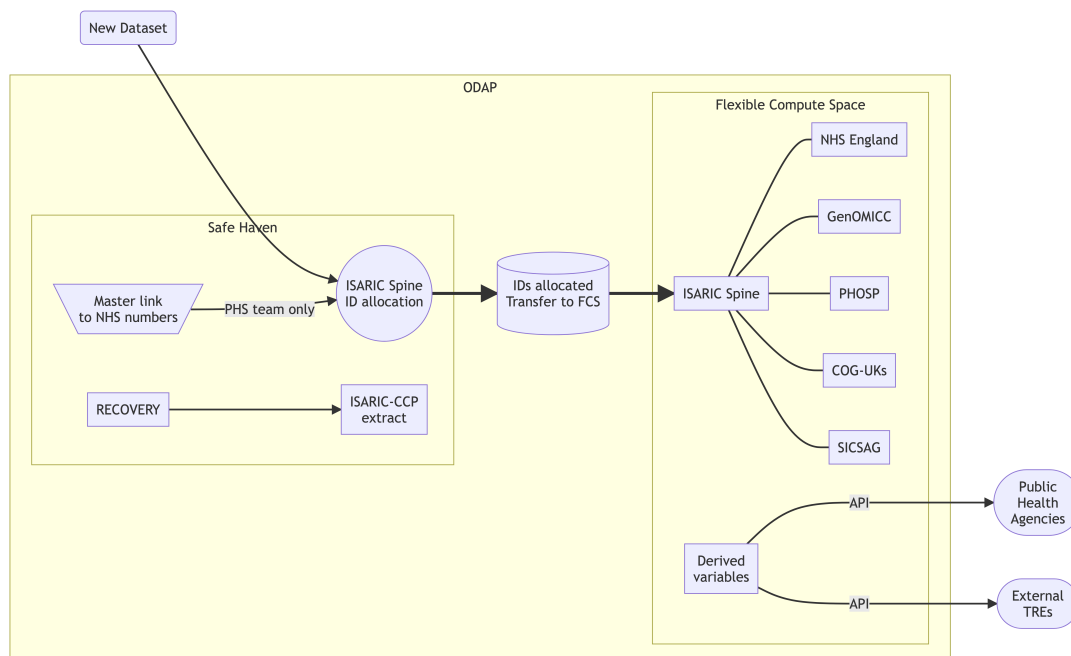 New Dataset
ODAP
Flexible Compute Space
NHS England
GenOMICC
Safe Haven
ISARIC Spine
ID allocation
IDs allocated
Transfer to FCS
ISARIC Spine
PHOSP
Master link
to NHS numbers
PHS team only
COG-UKs
RECOVERY
ISARIC-CCP
extract
SICSAG
API
Public
Health
Agencies
Derived
variables
API
External
TREs